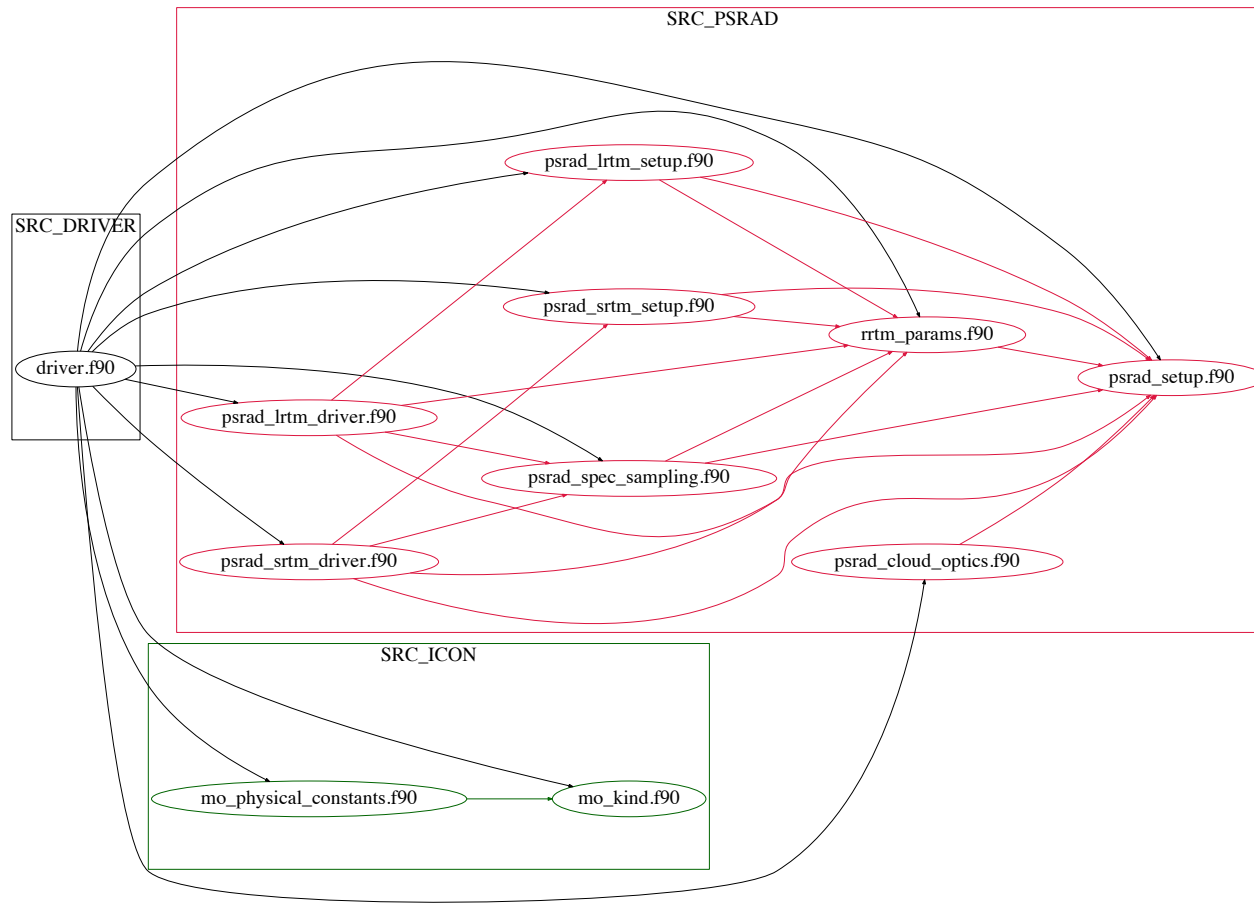 SRC_PSRAD
psrad_lrtm_setup.f90
SRC_DRIVER
psrad_srtm_setup.f90
rrtm_params.f90
driver.f90
psrad_setup.f90
psrad_lrtm_driver.f90
psrad_spec_sampling.f90
psrad_srtm_driver.f90
psrad_cloud_optics.f90
SRC_ICON
mo_physical_constants.f90
mo_kind.f90